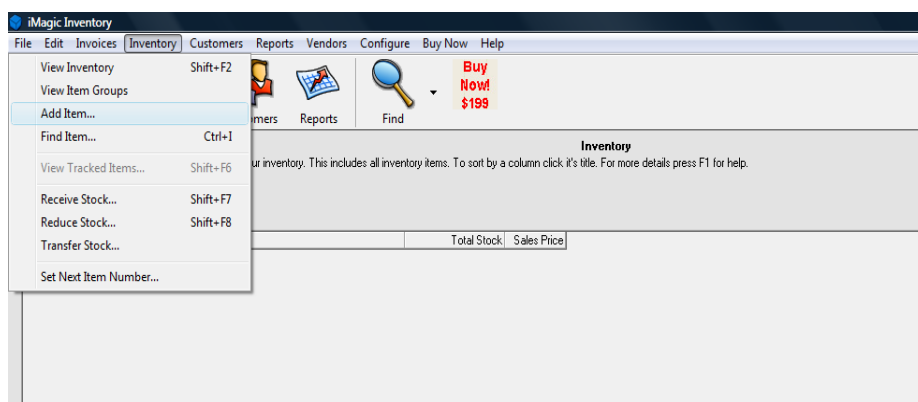 iMagic Inventory
File Edit Invoices Inventory Customers Reports Vendors Configure Buy Now Help
View Inventory Shift+F2
View Item Groups
Add Item...
Find Item... Ctrl+I
View Tracked Items... Shift+F6
Receive Stock... Shift+F7
Reduce Stock... Shift+F8
Transfer Stock...
Set Next Item Number...
Reports Find
Buy
Now!
$199
Inventory
inventory. This includes all inventory items. To sort by a column click it's title. For more details press F1 for help.
Total Stock Sales Price